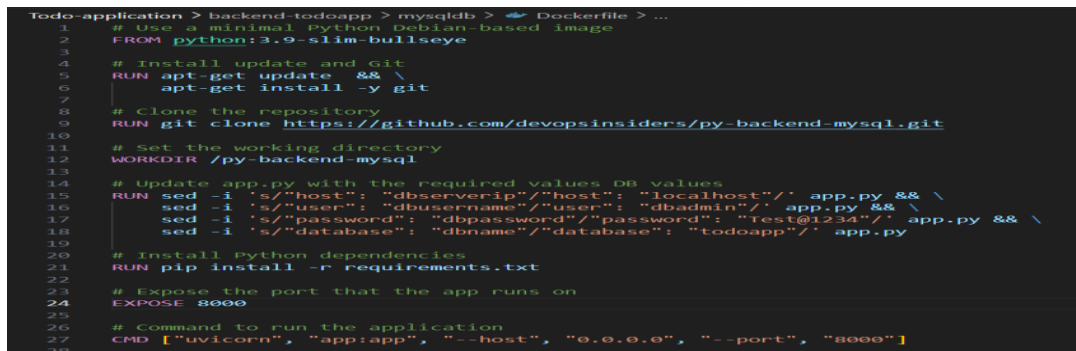 Todo-application > backend-todoapp > mysqldb > Dockerfile > ...
1 # Use a minimal Python Debian-based image
2 FROM python:3.9-slim-bullseye
3
4 # Install update and Git
5 RUN apt-get update  && \
6     apt-get install -y git
7
8 # Clone the repository
9 RUN git clone https://github.com/devopsinsiders/py-backend-mysql.git
10
11 # Set the working directory
12 WORKDIR /py-backend-mysql
13
14 # Update app.py with the required values DB values
15 RUN sed -i 's/"host": "dbserverip"/"host": "localhost"/' app.py && \
16     sed -i 's/"user": "dbusername"/"user": "dbadmin"/' app.py && \
17     sed -i 's/"password": "dbpassword"/"password": "Test@1234"/' app.py && \
18     sed -i 's/"database": "dbname"/"database": "todoapp"/' app.py
19
20 # Install Python dependencies
21 RUN pip install -r requirements.txt
22
23 # Expose the port that the app runs on
24 EXPOSE 8000
25
26 # Command to run the application
27 CMD ["uvicorn", "app:app", "--host", "0.0.0.0", "--port", "8000"]
28